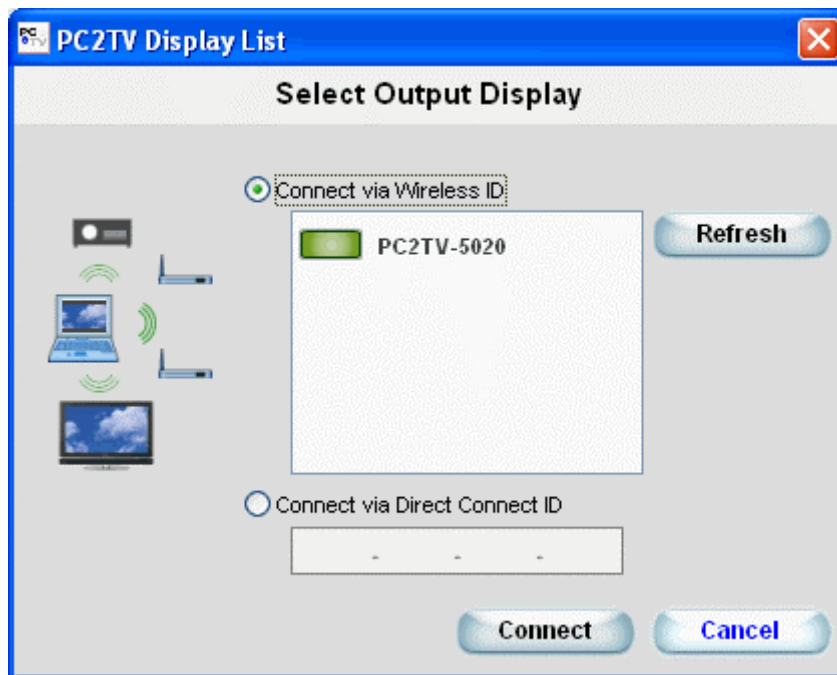 PC2TV Display List
Select Output Display
Connect via Wireless ID
PC2TV-5020
Refresh
Connect via Direct Connect ID
- - -
Connect
Cancel